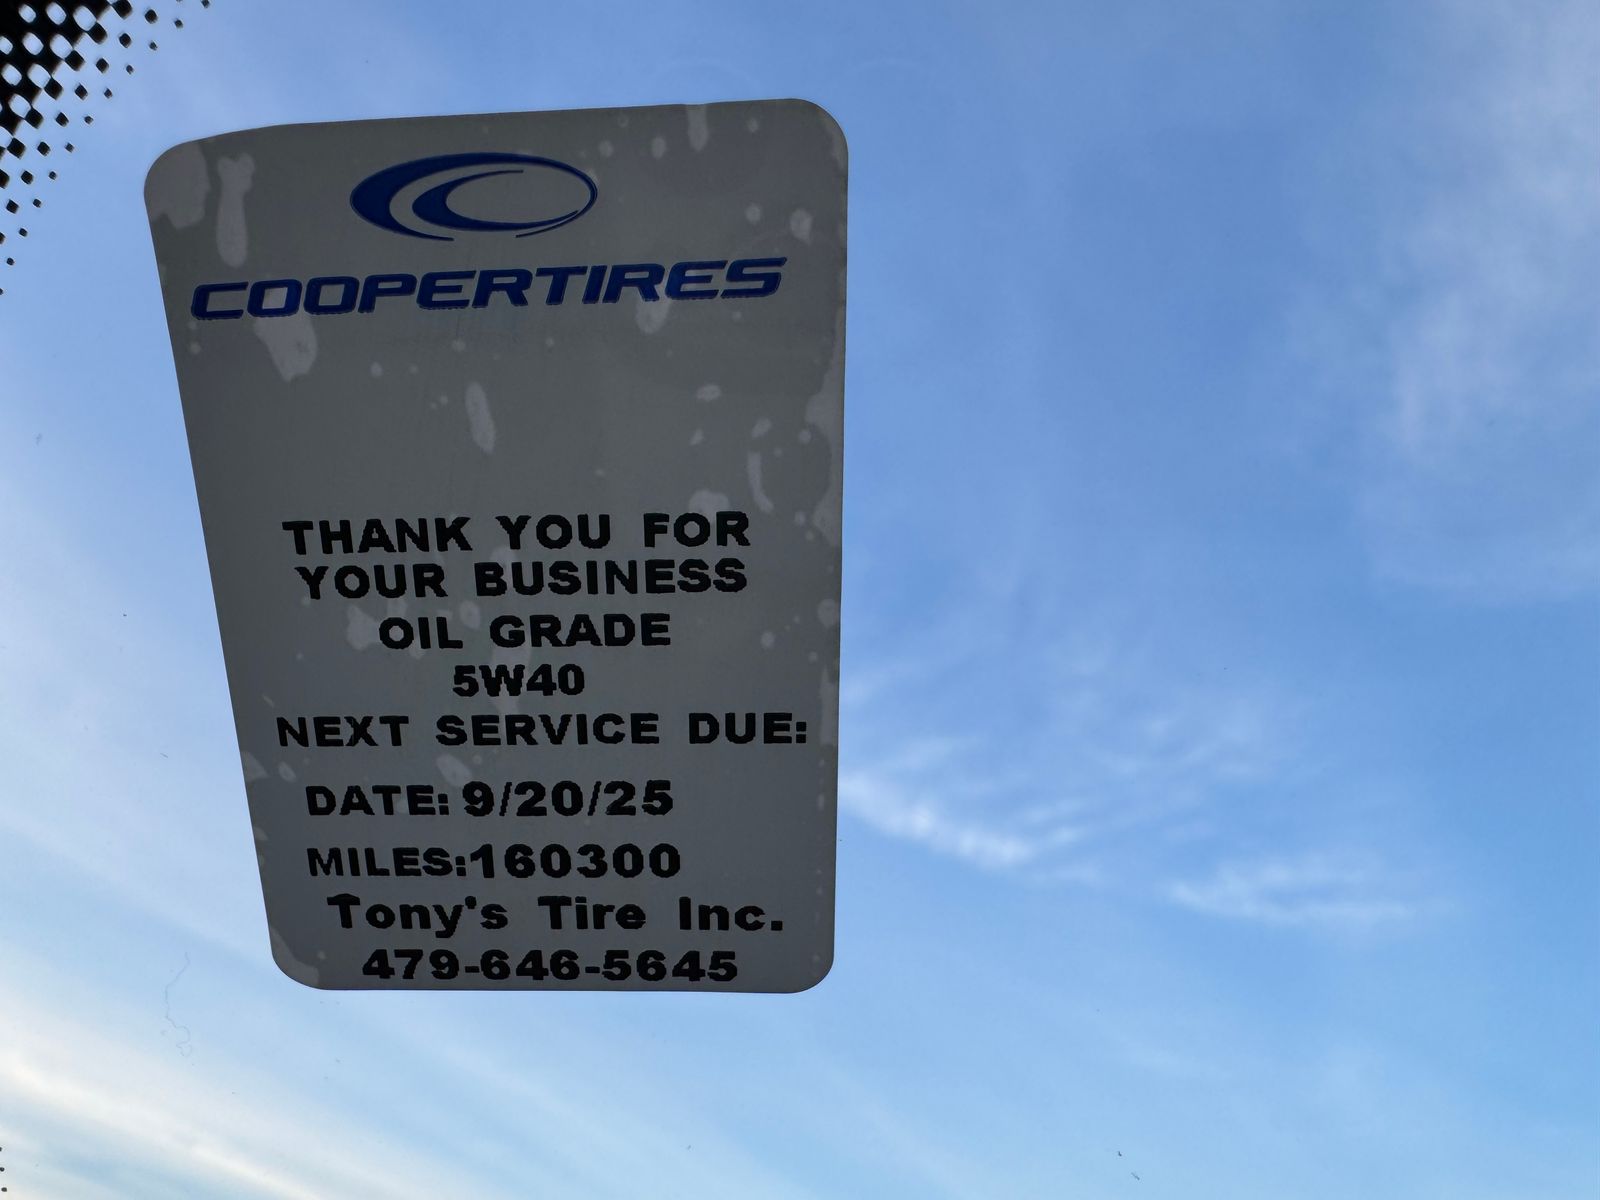 COOPERTIRES
THANK YOU FOR
YOUR BUSINESS
OIL GRADE
5W40
NEXT SERVICE DUE:
DATE: 9/20/25
MILES:160300
Tony's Tire Inc.
479-646-5645